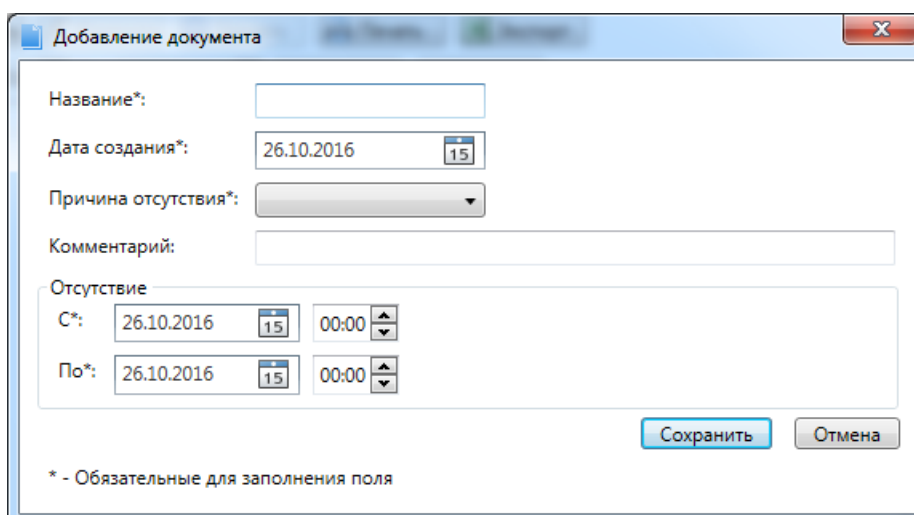 Добавление документа
Название*:
Дата создания*: 26.10.2016 15
Причина отсутствия*:
Комментарий:
Отсутствие
С*: 26.10.2016 15 00:00
По*: 26.10.2016 15 00:00
Сохранить Отмена
* - Обязательные для заполнения поля